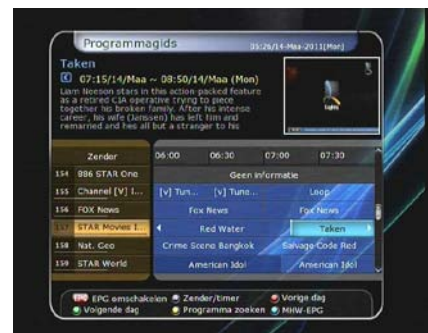 Programmagids
05:26/14-Maa-2011[Mon]
Taken
07:15/14/Maa ~ 08:50/14/Maa (Mon)
Liam Neeson stars in this action-packed feature
as a retired CIA operative trying to piece
together his broken family. After his intense
career, his wife (Janssen) has left him and
remarried and hes all but a stranger to his
Zender 06:00 06:30 07:00 07:30
154 886 STAR One Geen informatie
155 Channel [V] I... [v] Tun... [v] Tune... Loop
156 FOX News Fox News Fox News
157 STAR Movies I... Red Water Taken
158 Nat. Geo Crime Scene Bangkok Salvage Code Red
159 STAR World American Idol American Idol
EPG EPG omschakelen Zender/timer Vorige dag
Volgende dag Programma zoeken MHW-EPG